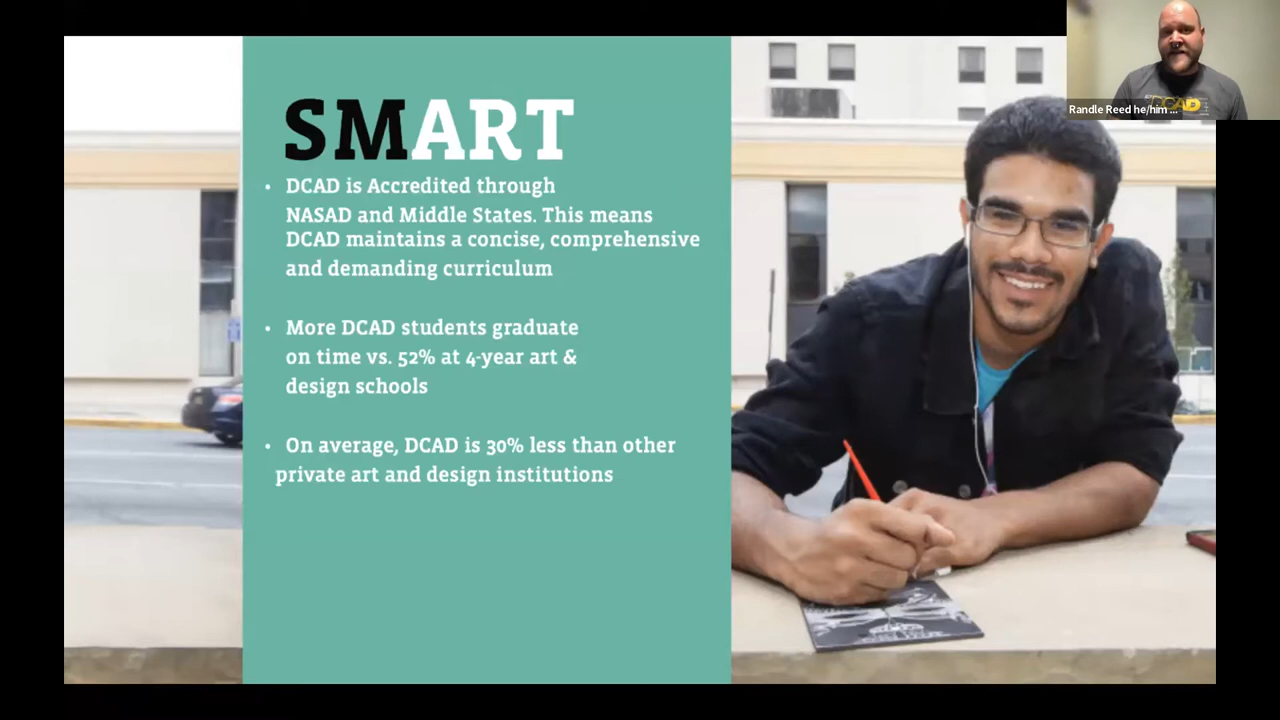 SMART
• DCAD is Accredited through
NASAD and Middle States. This means
DCAD maintains a concise, comprehensive
and demanding curriculum
• More DCAD students graduate
on time vs. 52% at 4-year art &
design schools
• On average, DCAD is 30% less than other
private art and design institutions
DCAD
Randle Reed he/him ...